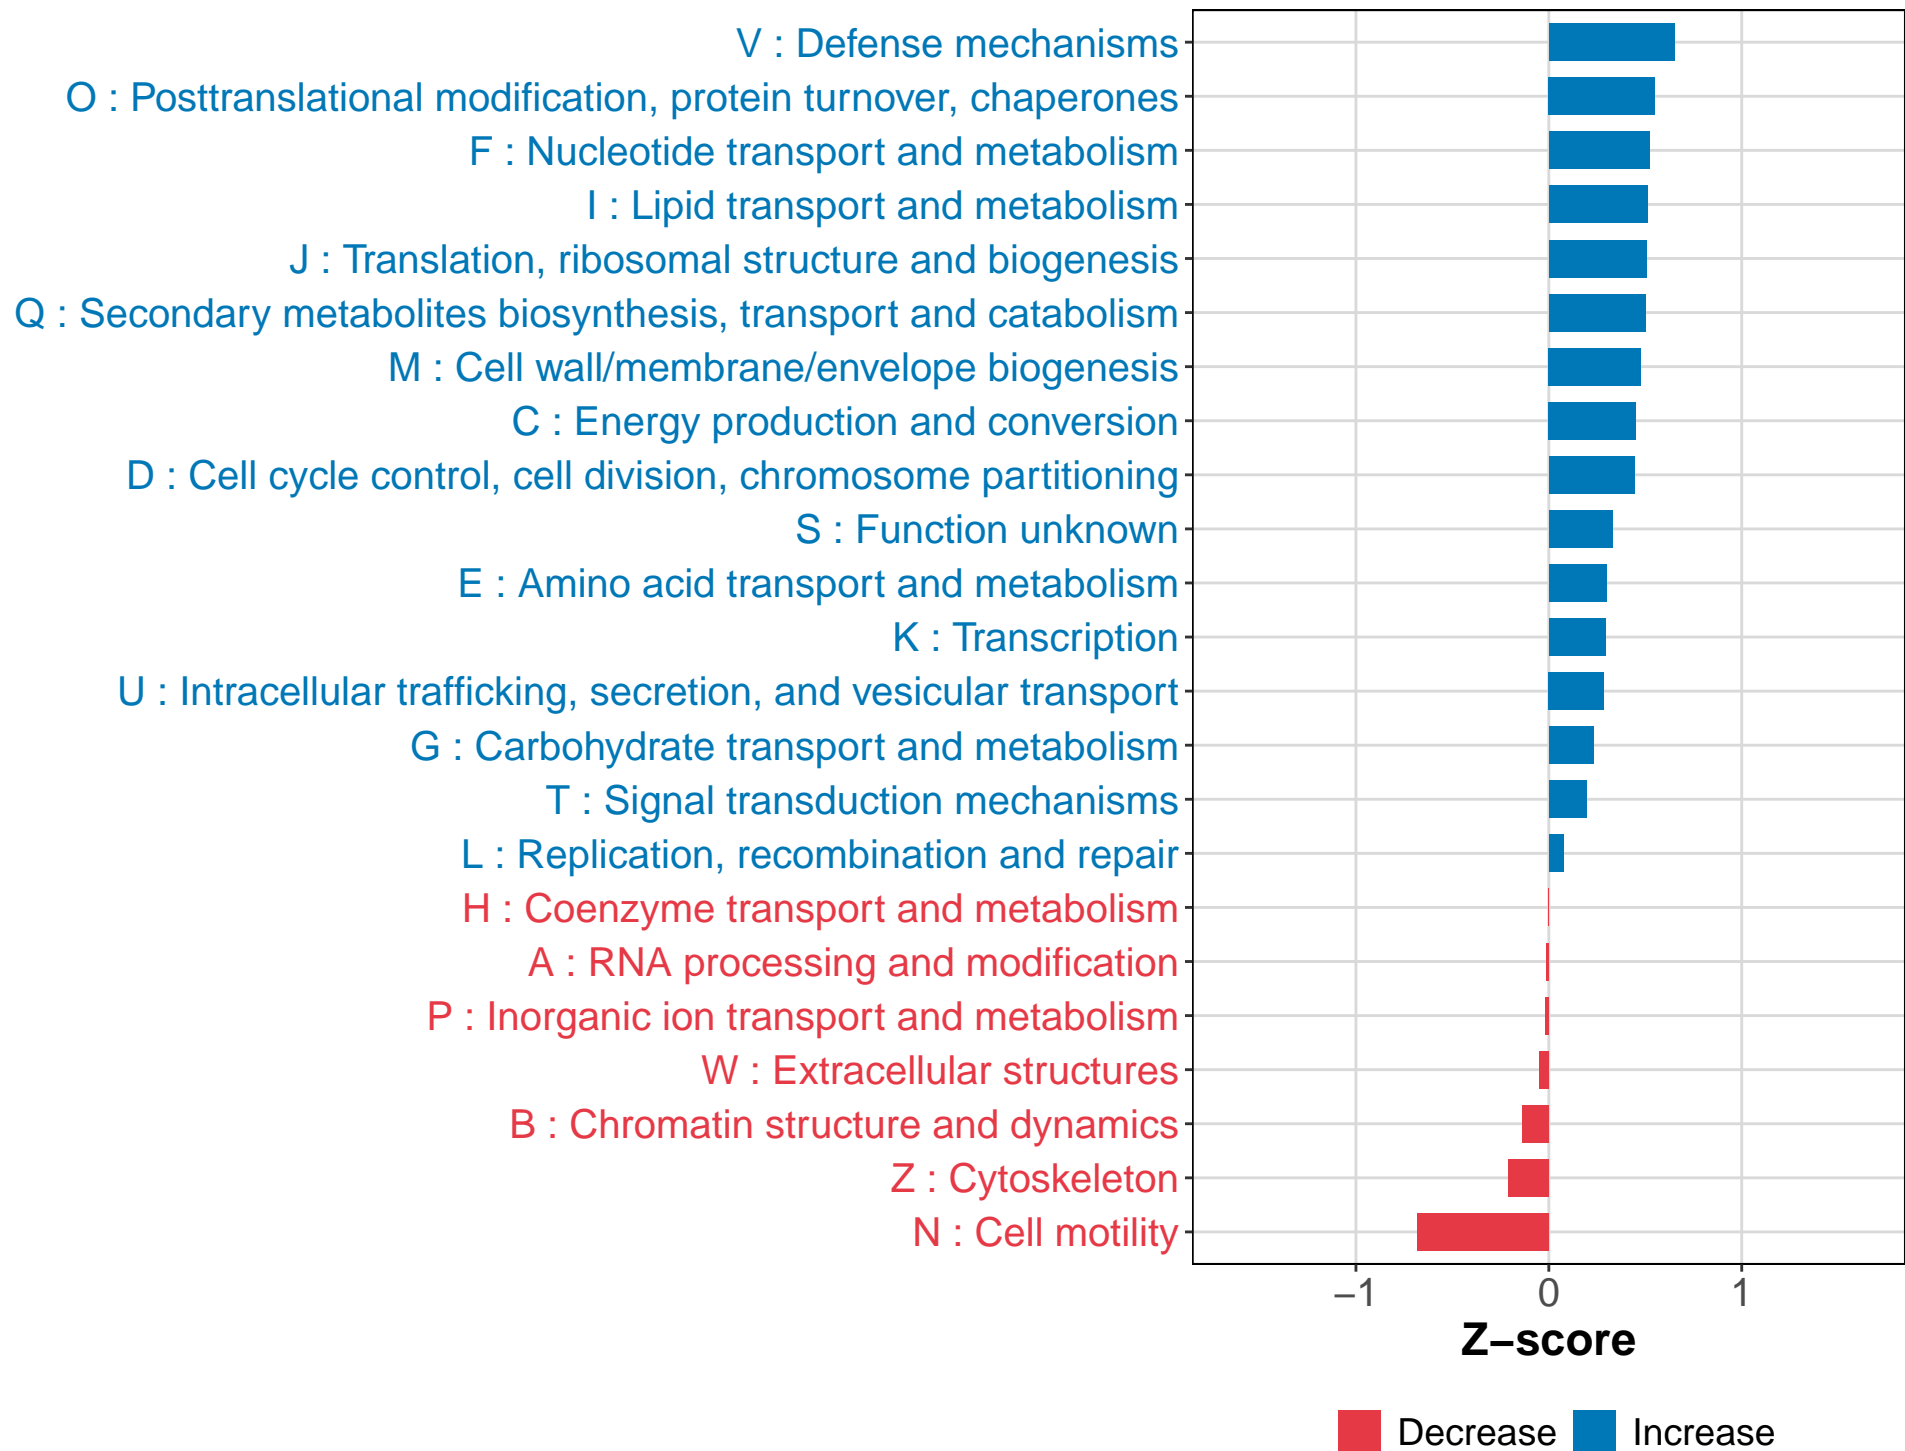 V : Defense mechanisms
O : Posttranslational modification, protein turnover, chaperones
F : Nucleotide transport and metabolism
I : Lipid transport and metabolism
J : Translation, ribosomal structure and biogenesis
Q : Secondary metabolites biosynthesis, transport and catabolism
M : Cell wall/membrane/envelope biogenesis
C : Energy production and conversion
D : Cell cycle control, cell division, chromosome partitioning
S : Function unknown
E : Amino acid transport and metabolism
K : Transcription
U : Intracellular trafficking, secretion, and vesicular transport
G : Carbohydrate transport and metabolism
T : Signal transduction mechanisms
L : Replication, recombination and repair
H : Coenzyme transport and metabolism
A : RNA processing and modification
P : Inorganic ion transport and metabolism
W : Extracellular structures
B : Chromatin structure and dynamics
Z : Cytoskeleton
N : Cell motility
−1 0 1
Z−score
Decrease Increase